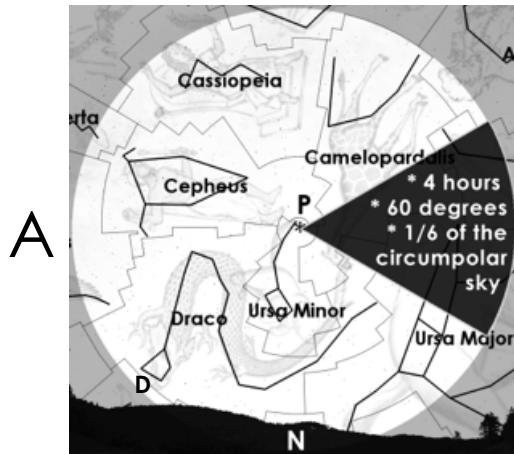 A
Cassiopeia
A
erta
Camelopardalis
Cepheus
P
* 4 hours
* 60 degrees
* 1/6 of the
circumpolar
sky
s
Draco
Ursa Minor
Ursa Major
D
N